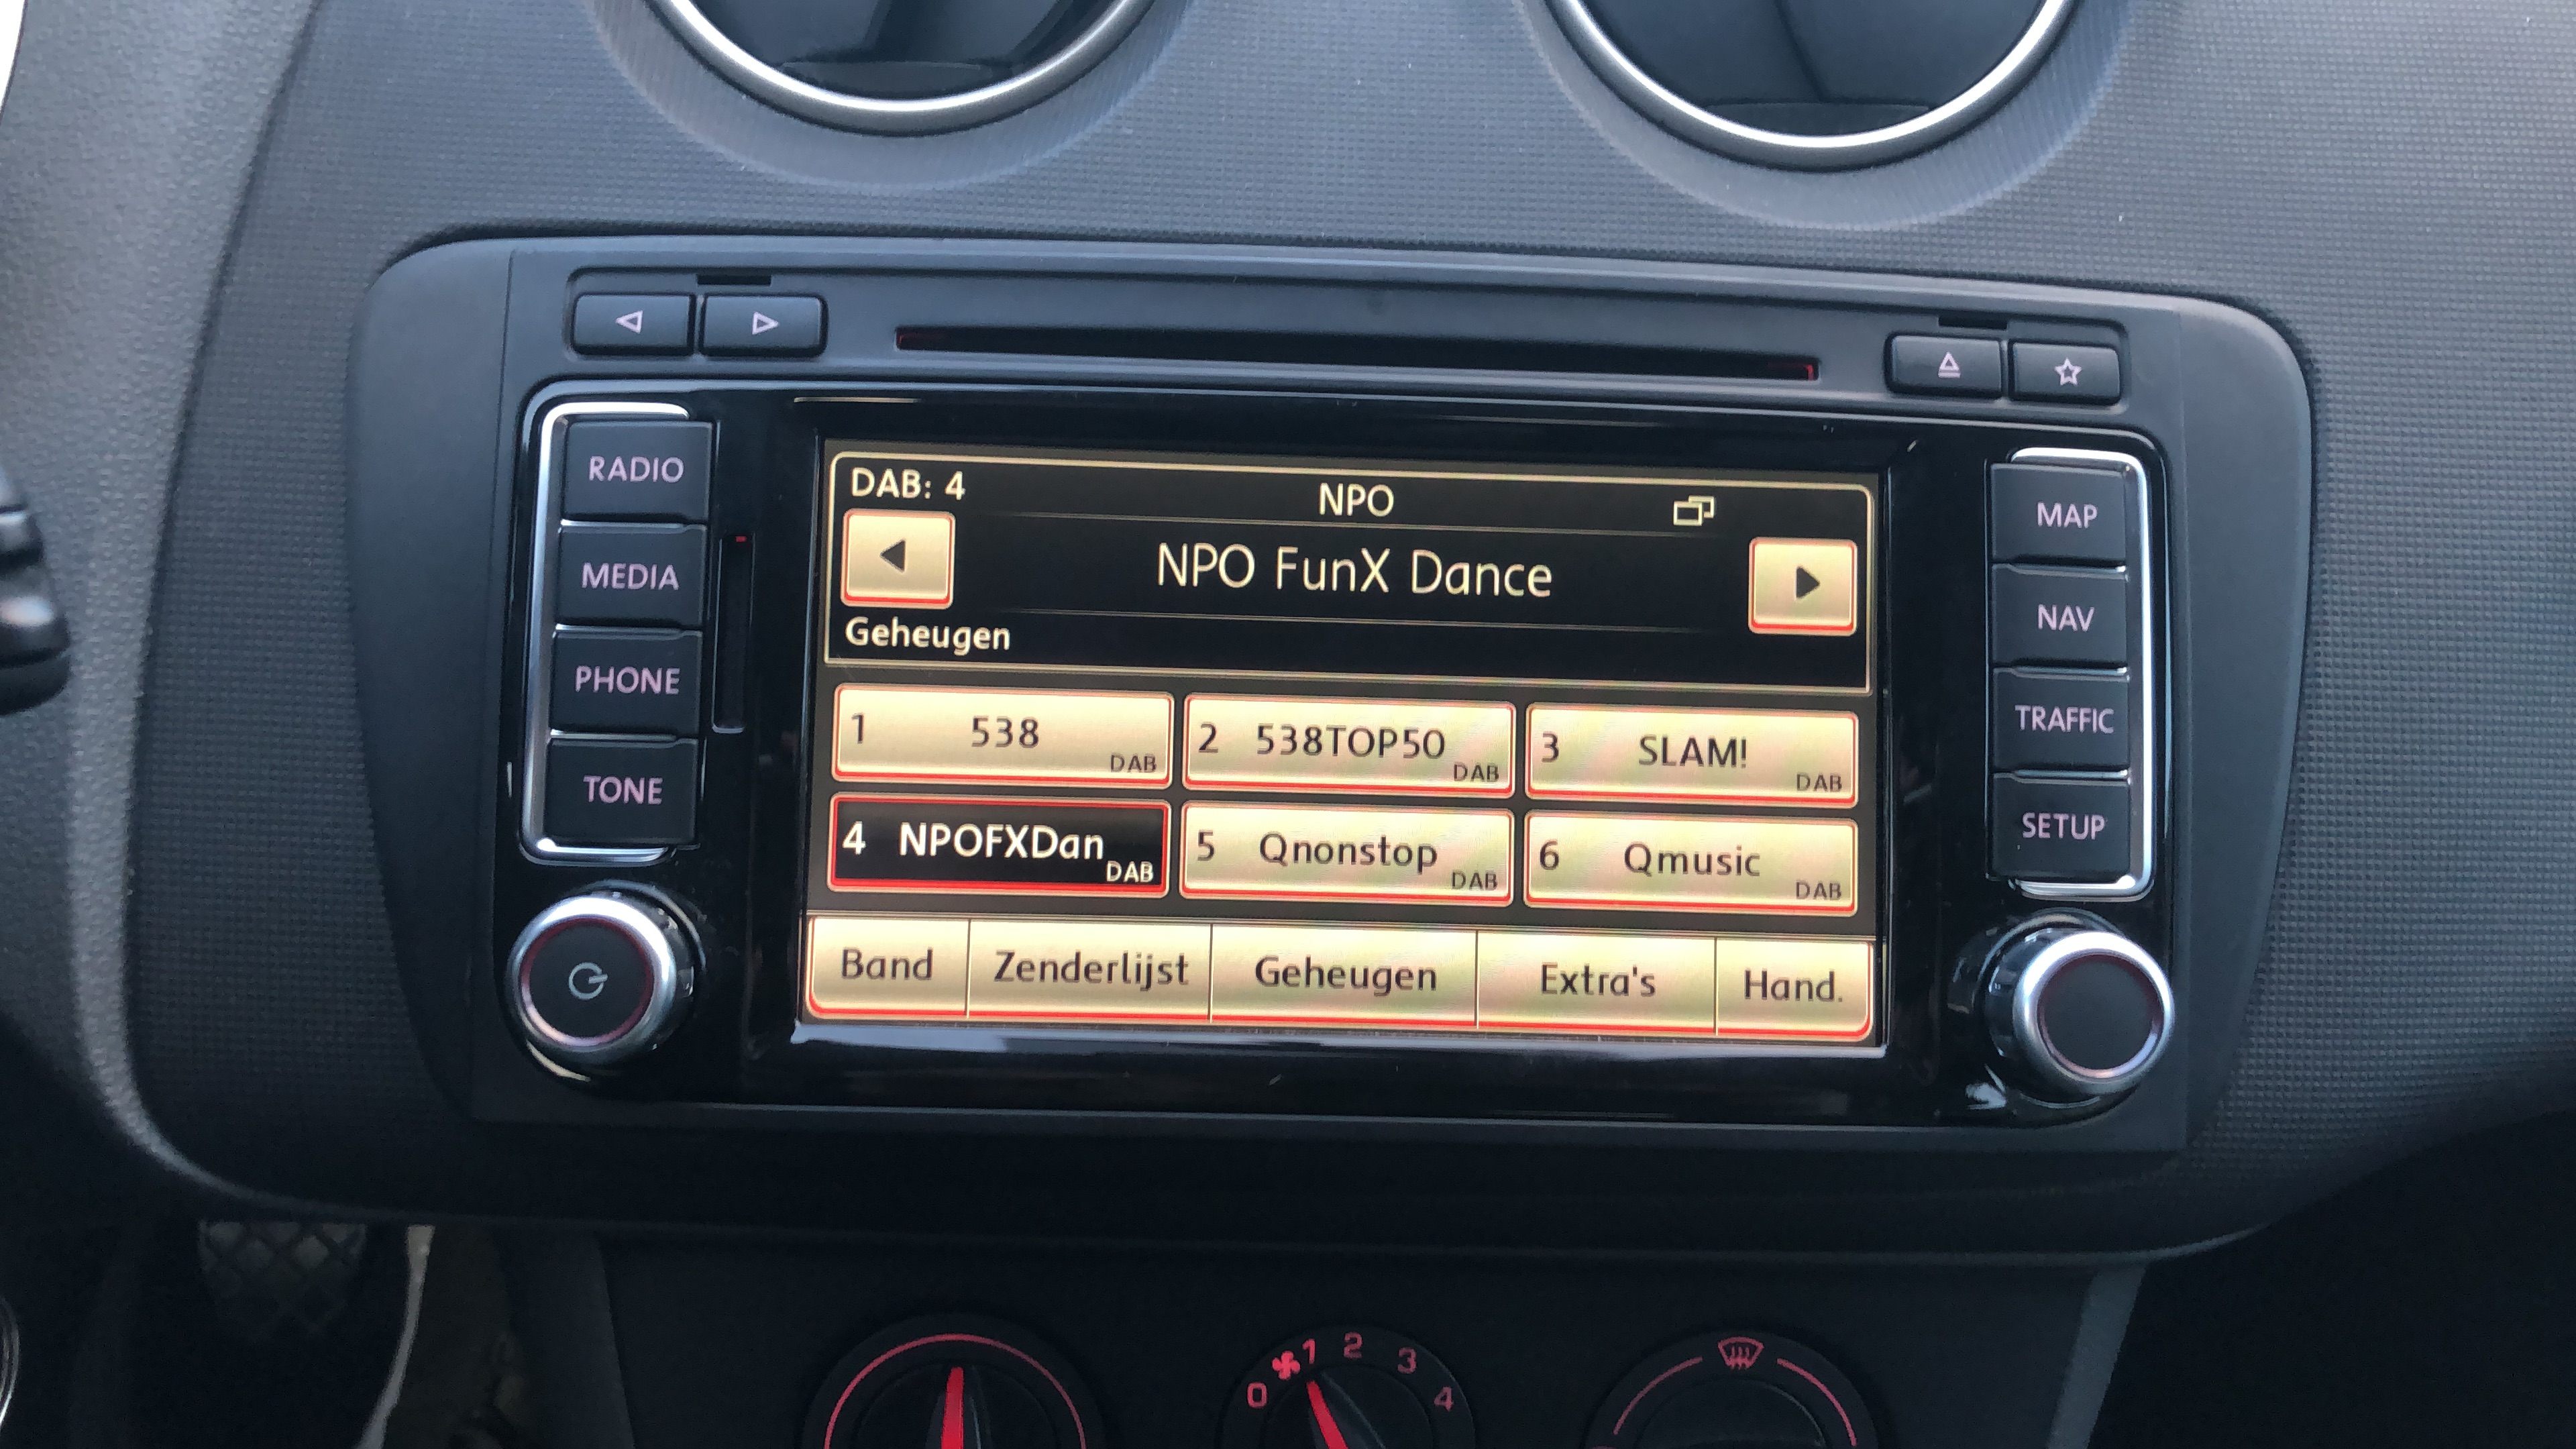 RADIO
MEDIA
PHONE
TONE
DAB: 4
NPO
NPO FunX Dance
Geheugen
1 538 DAB
2 538TOP50 DAB
3 SLAM! DAB
4 NPOFXDan DAB
5 Qnonstop DAB
6 Qmusic DAB
Band Zenderlijst Geheugen Extra's Hand.
MAP
NAV
TRAFFIC
SETUP
0 1 2 3 4